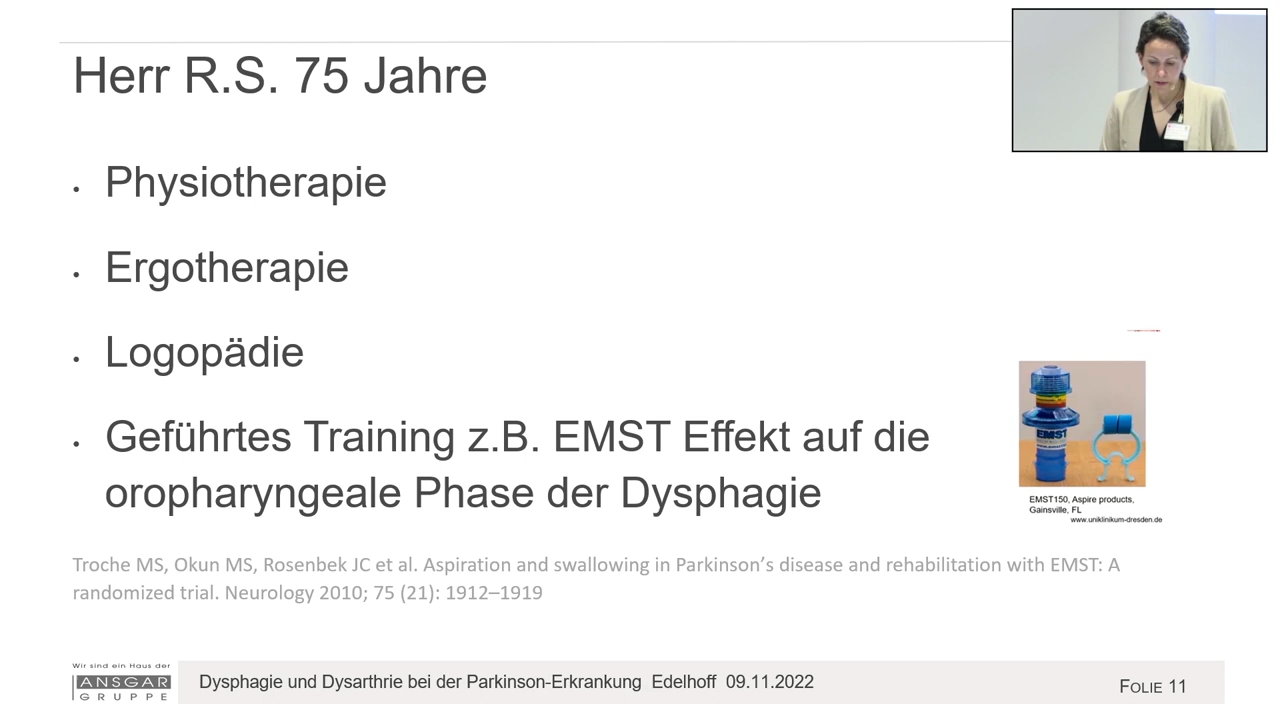 Herr R.S. 75 Jahre
• Physiotherapie
• Ergotherapie
• Logopädie
• Geführtes Training z.B. EMST Effekt auf die
oropharyngeale Phase der Dysphagie
EMST
EMST150, Aspire products,
Gainsville, FL
www.uniklinikum-dresden.de
Troche MS, Okun MS, Rosenbek JC et al. Aspiration and swallowing in Parkinson’s disease and rehabilitation with EMST: A
randomized trial. Neurology 2010; 75 (21): 1912–1919
Wir sind ein Haus der
ANSGAR
GRUPPE
Dysphagie und Dysarthrie bei der Parkinson-Erkrankung Edelhoff 09.11.2022
FOLIE 11